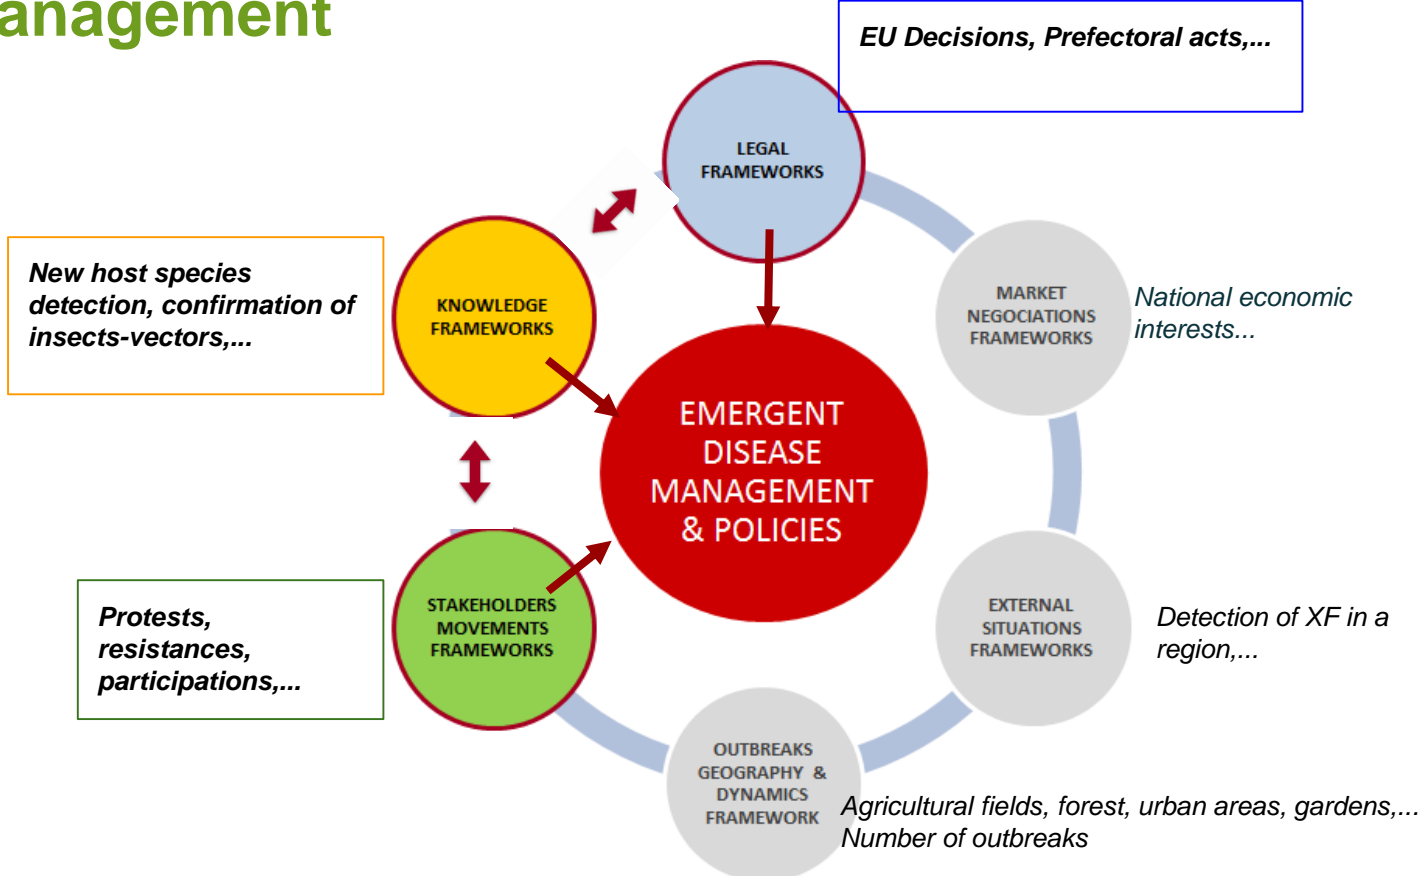 anagement
EU Decisions, Prefectoral acts,...
LEGAL
FRAMEWORKS
New host species
detection, confirmation of
insects-vectors,...
KNOWLEDGE
FRAMEWORKS
MARKET
NEGOCIATIONS
FRAMEWORKS
National economic
interests...
EMERGENT
DISEASE
MANAGEMENT
& POLICIES
Protests,
resistances,
participations,...
STAKEHOLDERS
MOVEMENTS
FRAMEWORKS
EXTERNAL
SITUATIONS
FRAMEWORKS
Detection of XF in a
region,...
OUTBREAKS
GEOGRAPHY &
DYNAMICS
FRAMEWORK
Agricultural fields, forest, urban areas, gardens,...
Number of outbreaks